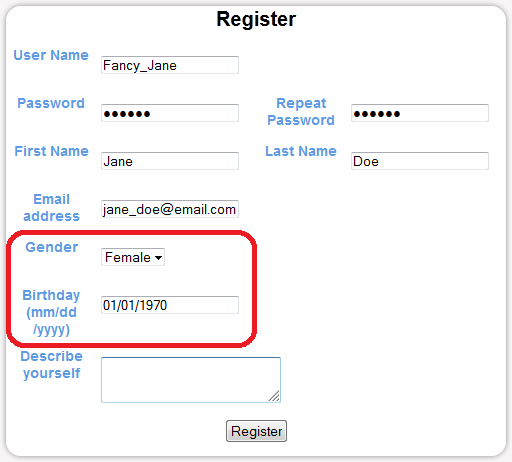 Register
User Name
Fancy_Jane
Password
●●●●●●
Repeat
Password
●●●●●●
First Name
Jane
Last Name
Doe
Email
address
jane_doe@email.com
Gender
Female
Birthday
(mm/dd
/yyyy)
01/01/1970
Describe
yourself
Register